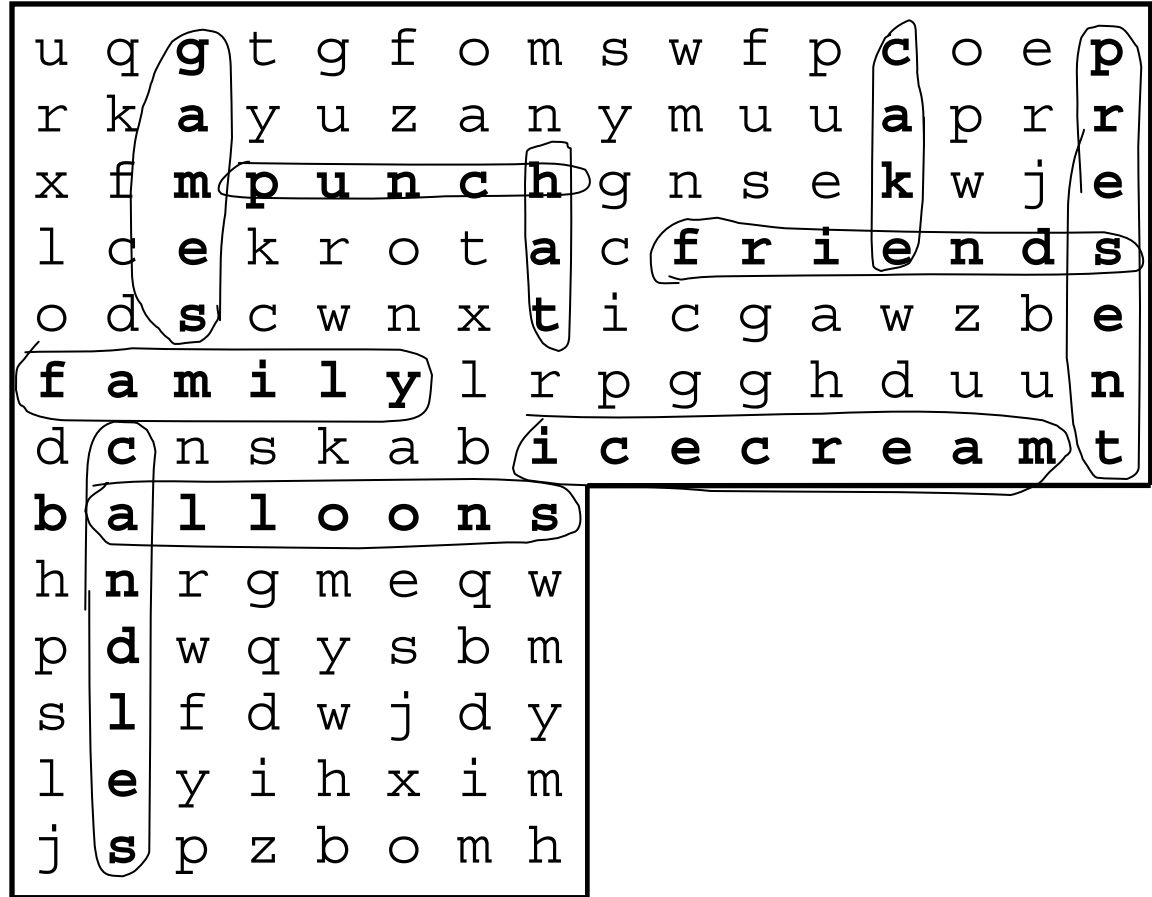 u q g t g f o m s w f p c o e p
r k a y u z a n y m u u a p r r
x f m p u n c h g n s e k w j e
l c e k r o t a c f r i e n d s
o d s c w n x t i c g a w z b e
f a m i l y l r p g g h d u u n
d c n s k a b i c e c r e a m t
b a l l o o n s
h n r g m e q w
p d w q y s b m
s l f d w j d y
l e y i h x i m
j s p z b o m h